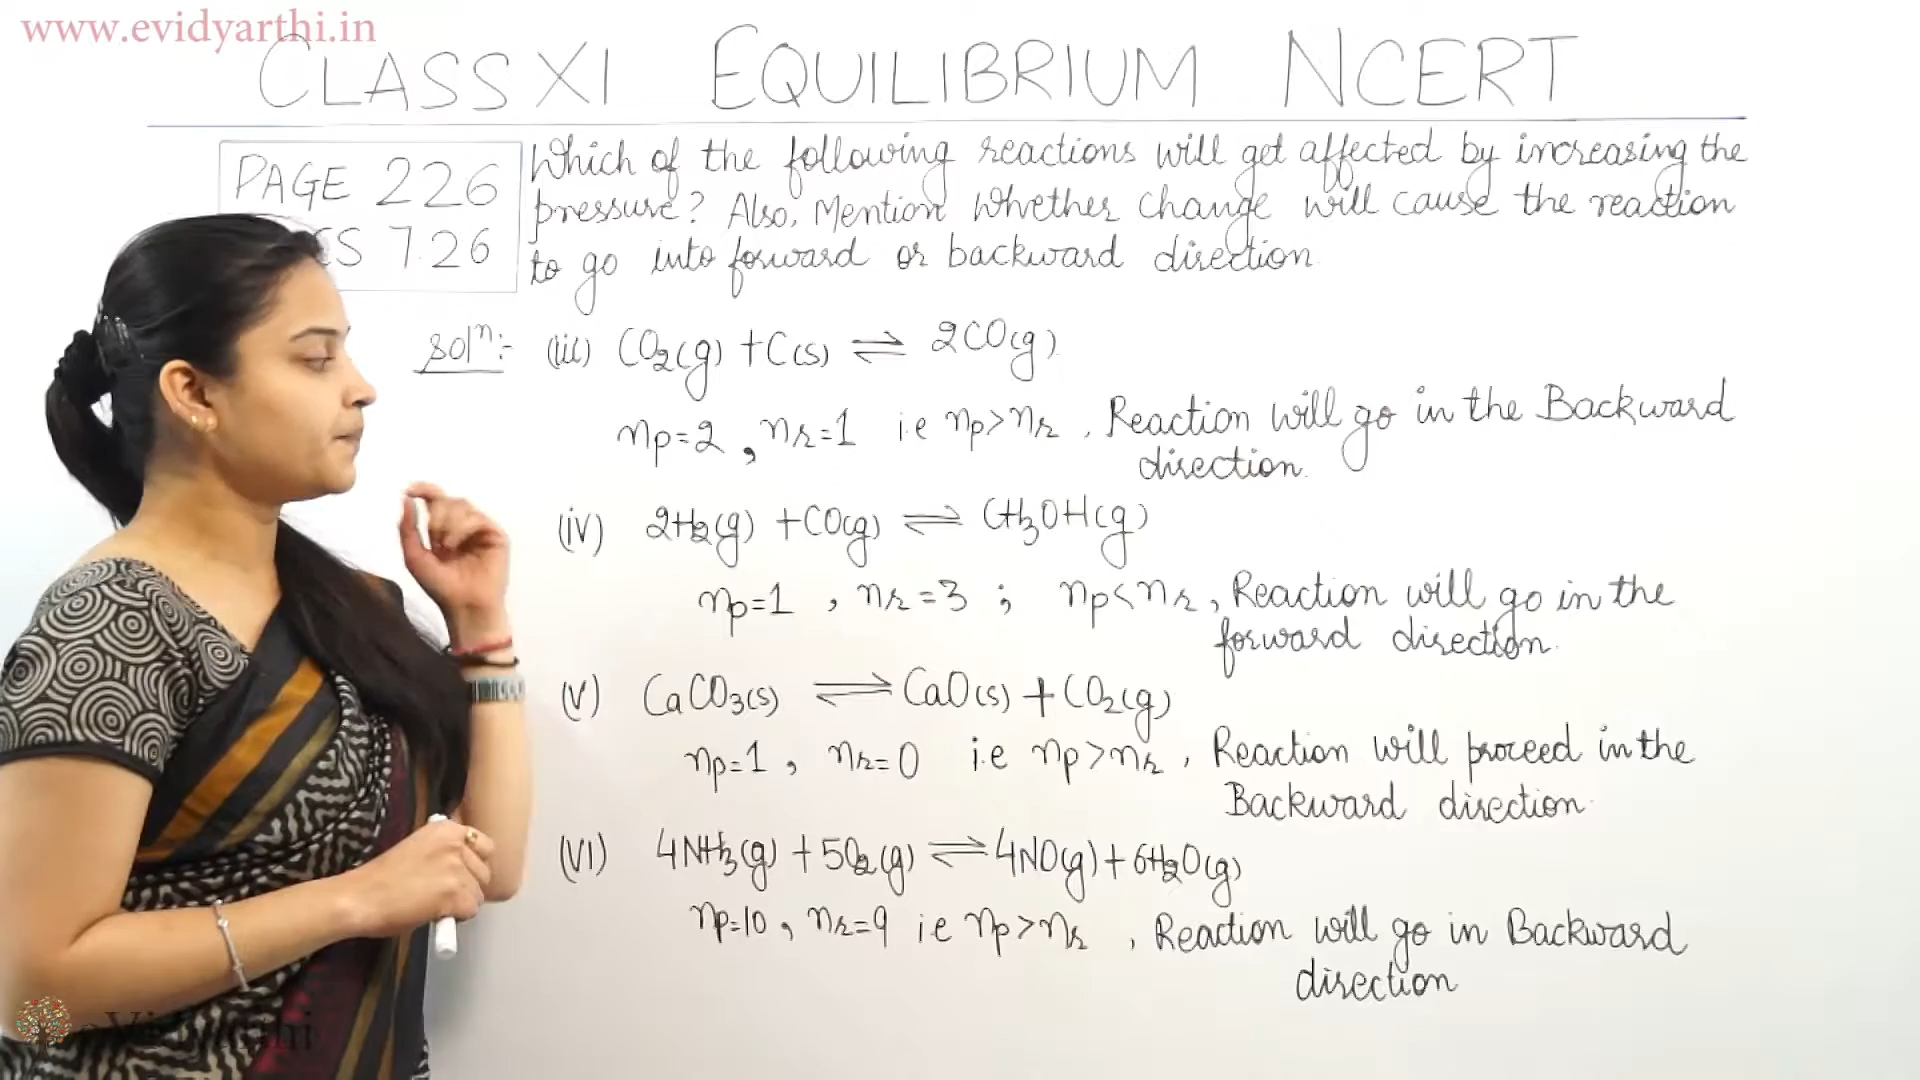 www.evidyarthi.in
CLASS XI EQUILIBRIUM NCERT
PAGE 226
7.26
Which of the following reactions will get affected by increasing the
pressure? Also, Mention Whether change will cause the reaction
to go into forward or backward direction.
Solⁿ:- (iii) CO₂(g) + C(s) ⇌ 2CO(g)
np=2, nr=1 i.e np>nr, Reaction will go in the Backward
direction.
(iv) 2H₂(g) + CO(g) ⇌ CH₃OH(g)
np=1, nr=3; np<nr, Reaction will go in the
forward direction.
(V) CaCO₃(s) ⇌ CaO(s) + CO₂(g)
np=1, nr=0 i.e np>nr, Reaction will proceed in the
Backward direction.
(VI) 4NH₃(g) + 5O₂(g) ⇌ 4NO(g) + 6H₂O(g)
np=10, nr=9 i.e np>nr, Reaction will go in Backward
direction